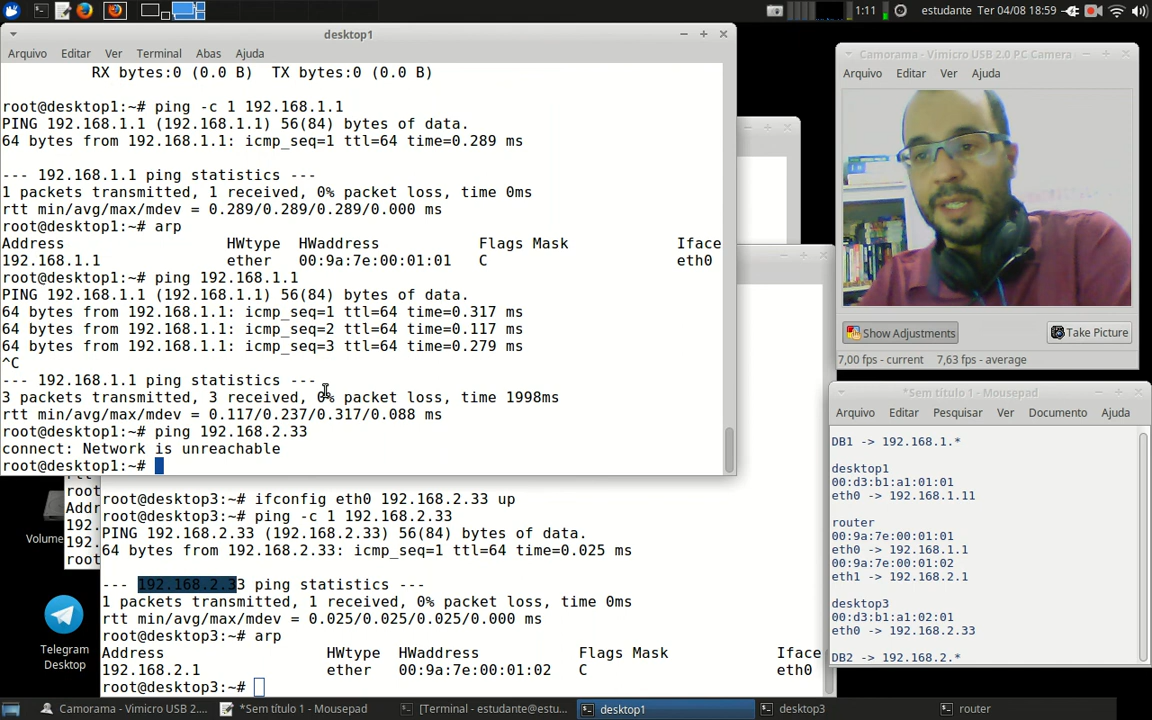 1:11
estudante
Ter 04/08 18:59
desktop1
Arquivo Editar Ver Terminal Abas Ajuda
RX bytes:0 (0.0 B)  TX bytes:0 (0.0 B)
root@desktop1:~# ping -c 1 192.168.1.1
PING 192.168.1.1 (192.168.1.1) 56(84) bytes of data.
64 bytes from 192.168.1.1: icmp_seq=1 ttl=64 time=0.289 ms
--- 192.168.1.1 ping statistics ---
1 packets transmitted, 1 received, 0% packet loss, time 0ms
rtt min/avg/max/mdev = 0.289/0.289/0.289/0.000 ms
root@desktop1:~# arp
Address HWtype HWaddress Flags Mask Iface
192.168.1.1 ether 00:9a:7e:00:01:01 C eth0
root@desktop1:~# ping 192.168.1.1
PING 192.168.1.1 (192.168.1.1) 56(84) bytes of data.
64 bytes from 192.168.1.1: icmp_seq=1 ttl=64 time=0.317 ms
64 bytes from 192.168.1.1: icmp_seq=2 ttl=64 time=0.117 ms
64 bytes from 192.168.1.1: icmp_seq=3 ttl=64 time=0.279 ms
^C
--- 192.168.1.1 ping statistics ---
3 packets transmitted, 3 received, 0% packet loss, time 1998ms
rtt min/avg/max/mdev = 0.117/0.237/0.317/0.088 ms
root@desktop1:~# ping 192.168.2.33
connect: Network is unreachable
root@desktop1:~#
Camorama - Vimicro USB 2.0 PC Camera
Arquivo Editar Ver Ajuda
Show Adjustments
Take Picture
7,00 fps - current 7,63 fps - average
*Sem título 1 - Mousepad
Arquivo Editar Pesquisar Ver Documento Ajuda
DB1 -> 192.168.1.*
desktop1
00:d3:b1:a1:01:01
eth0 -> 192.168.1.11
router
00:9a:7e:00:01:01
eth0 -> 192.168.1.1
00:9a:7e:00:01:02
eth1 -> 192.168.2.1
desktop3
00:d3:b1:a1:02:01
eth0 -> 192.168.2.33
DB2 -> 192.168.2.*
root
Addr
192.
192.
root
root@desktop3:~# ifconfig eth0 192.168.2.33 up
root@desktop3:~# ping -c 1 192.168.2.33
PING 192.168.2.33 (192.168.2.33) 56(84) bytes of data.
64 bytes from 192.168.2.33: icmp_seq=1 ttl=64 time=0.025 ms
--- 192.168.2.33 ping statistics ---
1 packets transmitted, 1 received, 0% packet loss, time 0ms
rtt min/avg/max/mdev = 0.025/0.025/0.025/0.000 ms
root@desktop3:~# arp
Address HWtype HWaddress Flags Mask Iface
192.168.2.1 ether 00:9a:7e:00:01:02 C eth0
root@desktop3:~#
Volume
Telegram
Desktop
Camorama - Vimicro USB 2....
*Sem título 1 - Mousepad
[Terminal - estudante@estu...
desktop1
desktop3
router